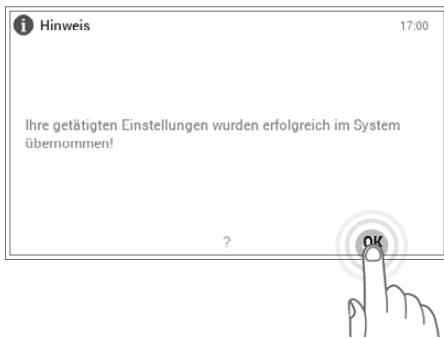 i Hinweis 17:00
Ihre getätigten Einstellungen wurden erfolgreich im System
übernommen!
? OK